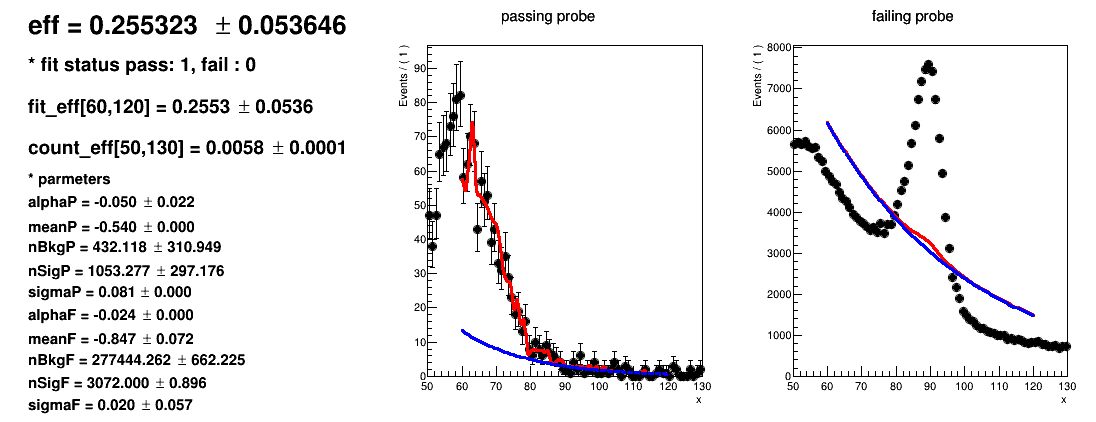 eff = 0.255323 ± 0.053646
* fit status pass: 1, fail : 0
fit_eff[60,120] = 0.2553 ± 0.0536
count_eff[50,130] = 0.0058 ± 0.0001
* parmeters
alphaP = -0.050 ± 0.022
meanP = -0.540 ± 0.000
nBkgP = 432.118 ± 310.949
nSigP = 1053.277 ± 297.176
sigmaP = 0.081 ± 0.000
alphaF = -0.024 ± 0.000
meanF = -0.847 ± 0.072
nBkgF = 277444.262 ± 662.225
nSigF = 3072.000 ± 0.896
sigmaF = 0.020 ± 0.057
passing probe
Events / ( 1 )
90
80
70
60
50
40
30
20
10
0
50 60 70 80 90 100 110 120 130
x
failing probe
Events / ( 1 )
8000
7000
6000
5000
4000
3000
2000
1000
0
50 60 70 80 90 100 110 120 130
x